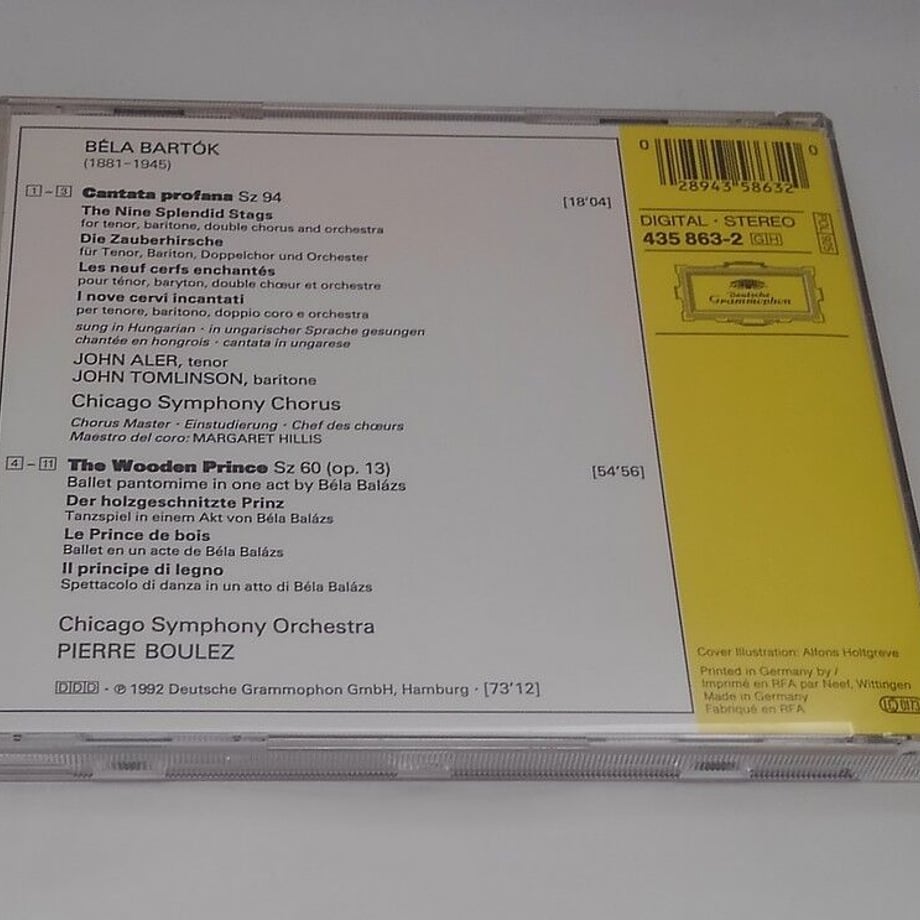 BÉLA BARTÓK
(1881–1945)
1 – 3 Cantata profana Sz 94 [18'04]
The Nine Splendid Stags
for tenor, baritone, double chorus and orchestra
Die Zauberhirsche
für Tenor, Bariton, Doppelchor und Orchester
Les neuf cerfs enchantés
pour ténor, baryton, double chœur et orchestre
I nove cervi incantati
per tenore, baritono, doppio coro e orchestra
sung in Hungarian · in ungarischer Sprache gesungen
chantée en hongrois · cantata in ungarese
JOHN ALER, tenor
JOHN TOMLINSON, baritone
Chicago Symphony Chorus
Chorus Master · Einstudierung · Chef des chœurs
Maestro del coro: MARGARET HILLIS
4 – 11 The Wooden Prince Sz 60 (op. 13) [54'56]
Ballet pantomime in one act by Béla Balázs
Der holzgeschnitzte Prinz
Tanzspiel in einem Akt von Béla Balázs
Le Prince de bois
Ballet en un acte de Béla Balázs
Il principe di legno
Spettacolo di danza in un atto di Béla Balázs
Chicago Symphony Orchestra
PIERRE BOULEZ
DDD · ℗ 1992 Deutsche Grammophon GmbH, Hamburg · [73'12]
0 28943 58632 0
DIGITAL · STEREO
435 863-2 GH
Deutsche
Grammophon
Cover Illustration: Alfons Holtgreve
Printed in Germany by /
Imprimé en RFA par Neef, Wittingen
Made in Germany
Fabriqué en RFA
LC 0173